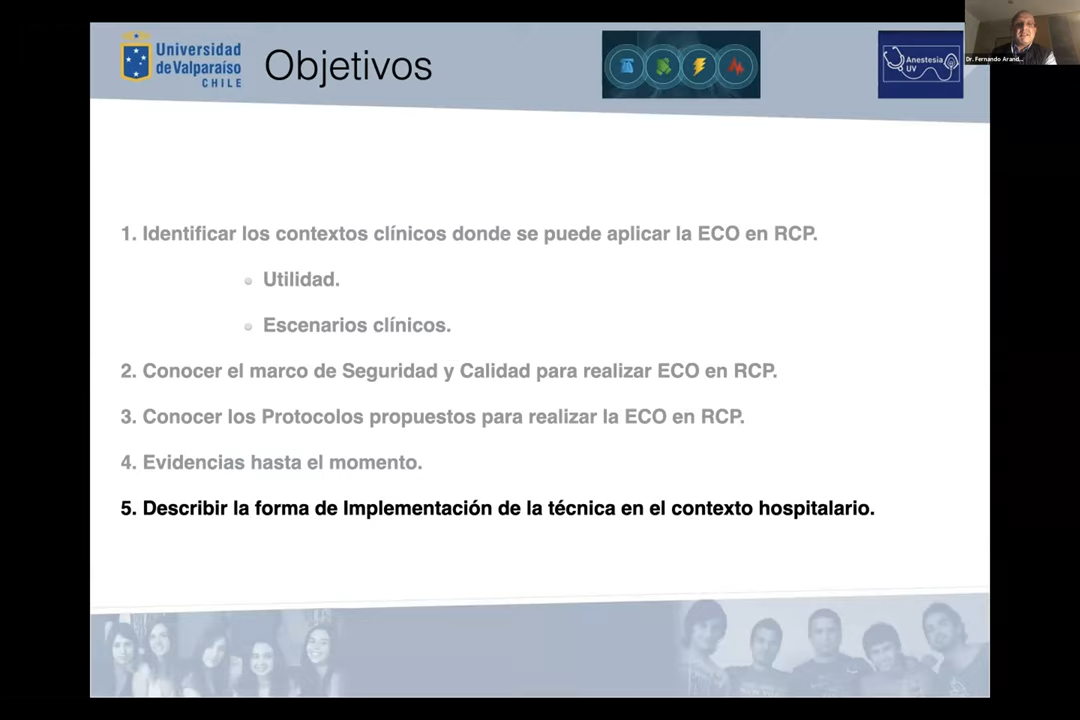 Universidad
de Valparaíso
CHILE
Objetivos
Anestesia
UV
Dr. Fernando Arand...
1. Identificar los contextos clínicos donde se puede aplicar la ECO en RCP.
Utilidad.
Escenarios clínicos.
2. Conocer el marco de Seguridad y Calidad para realizar ECO en RCP.
3. Conocer los Protocolos propuestos para realizar la ECO en RCP.
4. Evidencias hasta el momento.
5. Describir la forma de Implementación de la técnica en el contexto hospitalario.